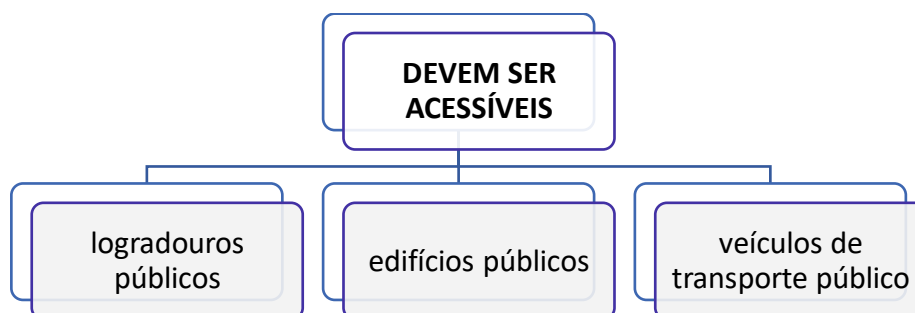 DEVEM SER
ACESSÍVEIS
logradouros
públicos
edifícios públicos
veículos de
transporte público